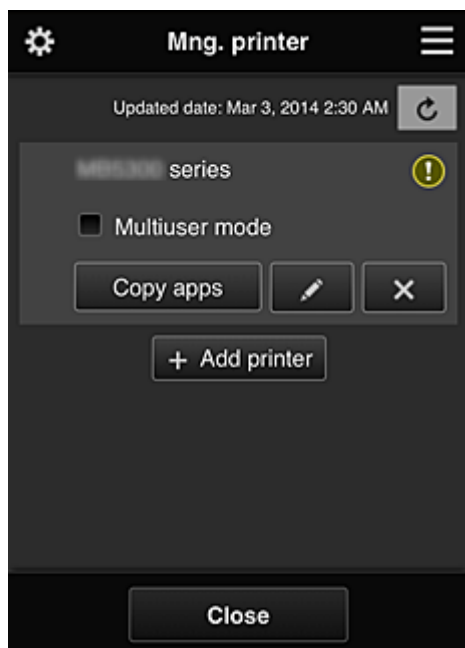 Mng. printer
Updated date: Mar 3, 2014 2:30 AM
series
Multiuser mode
Copy apps
+ Add printer
Close